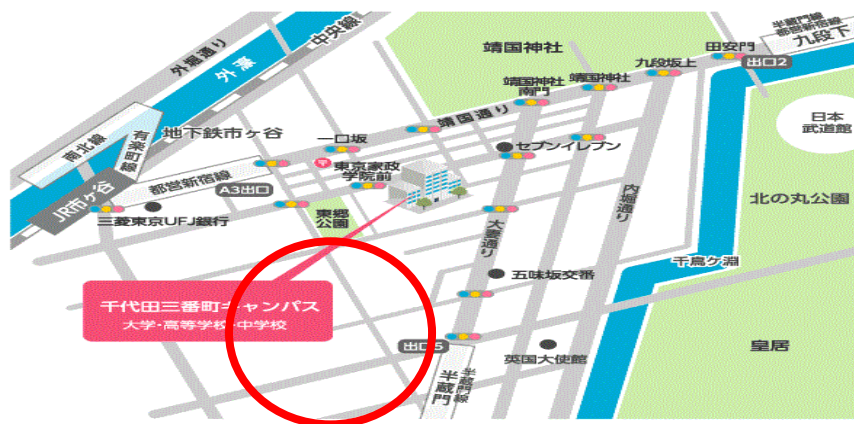 外堀通り
外濠
中央線
靖国神社
田安門
半蔵門線
都営新宿線
九段下
出口2
九段坂上
靖国神社
南門
靖国神社
南北線
有楽町線
地下鉄市ヶ谷
一口坂
靖国通り
セブンイレブン
日本
武道館
JR市ヶ谷
都営新宿線
A3出口
東京家政
学院前
三菱東京UFJ銀行
東郷
公園
大妻通り
内堀通り
北の丸公園
千鳥ケ淵
五味坂交番
千代田三番町キャンパス
大学・高等学校・中学校
出口5
半蔵門
半蔵門線
英国大使館
皇居